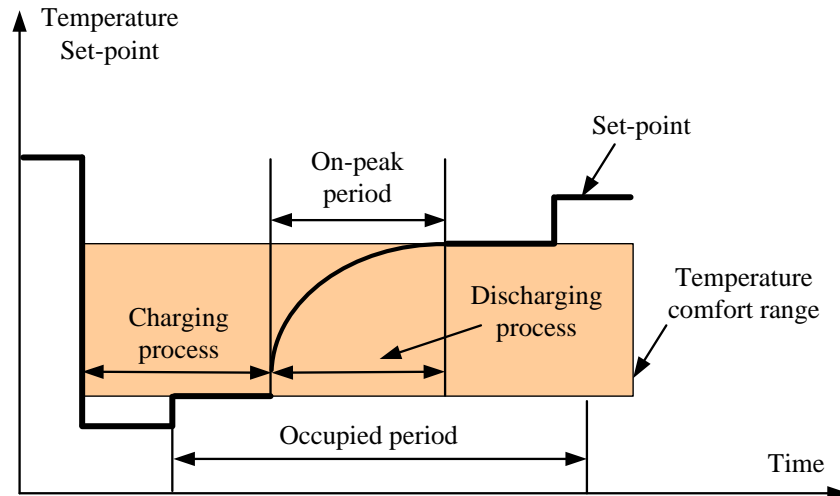 Temperature
Set-point
Set-point
On-peak
period
Temperature
comfort range
Discharging
process
Charging
process
Occupied period
Time